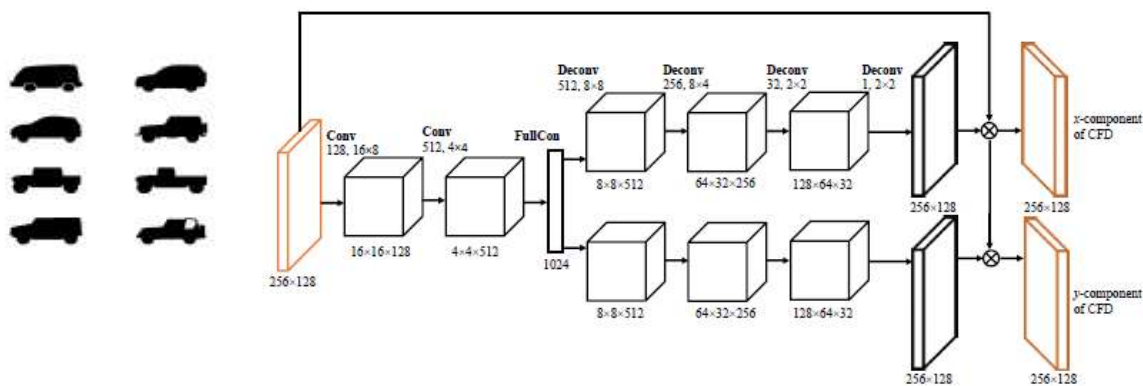 Conv
128, 16×8
Conv
512, 4×4
FullCon
Deconv
512, 8×8
Deconv
256, 8×4
Deconv
32, 2×2
Deconv
1, 2×2
x-component
of CFD
8×8×512
64×32×256
128×64×32
256×128
256×128
256×128
16×16×128
4×4×512
1024
8×8×512
64×32×256
128×64×32
256×128
256×128
y-component
of CFD